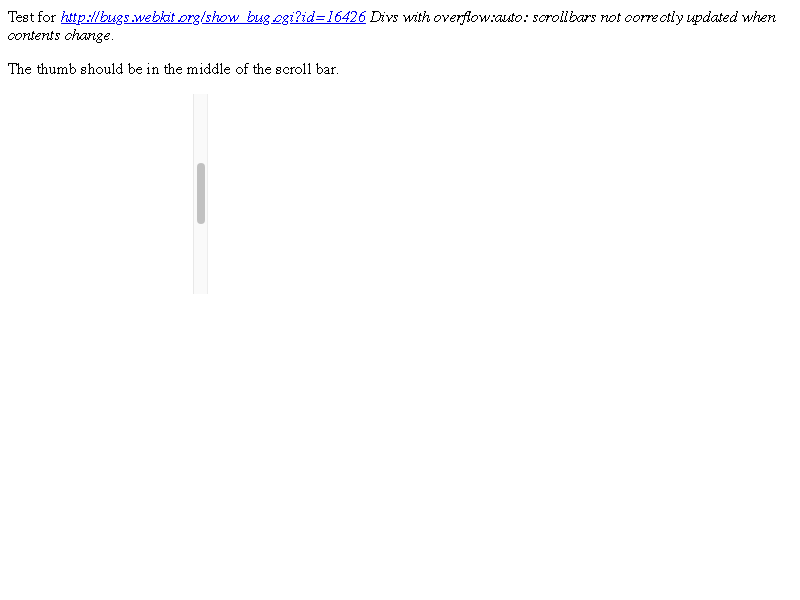 Test for http://bugs.webkit.org/show_bug.cgi?id=16426 Divs with overflow:auto: scrollbars not correctly updated when
contents change.
The thumb should be in the middle of the scroll bar.